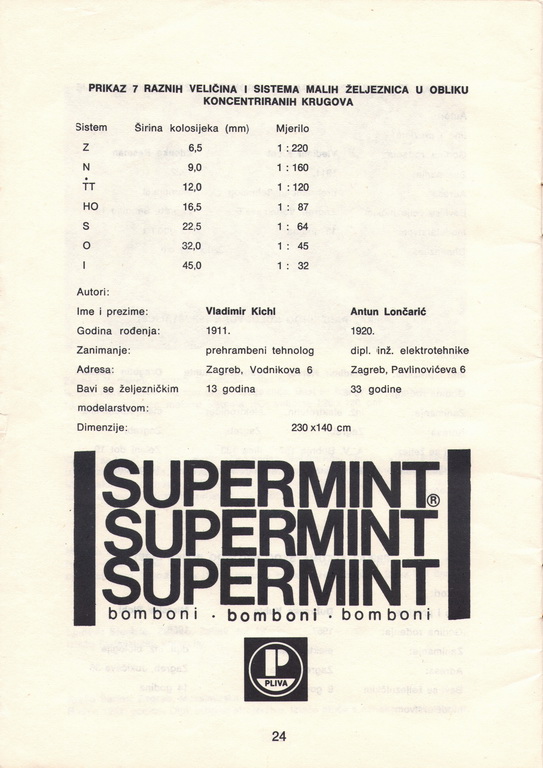 PRIKAZ 7 RAZNIH VELIČINA I SISTEMA MALIH ŽELJEZNICA U OBLIKU
KONCENTRIRANIH KRUGOVA
Sistem Širina kolosijeka (mm) Mjerilo
Z 6,5 1 : 220
N 9,0 1 : 160
TT 12,0 1 : 120
HO 16,5 1 : 87
S 22,5 1 : 64
O 32,0 1 : 45
I 45,0 1 : 32
Autori:
Ime i prezime: Vladimir Kichl Antun Lončarić
Godina rođenja: 1911. 1920.
Zanimanje: prehrambeni tehnolog dipl. inž. elektrotehnike
Adresa: Zagreb, Vodnikova 6 Zagreb, Pavlinovićeva 6
Bavi se željezničkim 13 godina 33 godine
modelarstvom:
Dimenzije: 230 x 140 cm
SUPERMINT®
SUPERMINT
SUPERMINT
bomboni · bomboni · bomboni
P
PLIVA
24